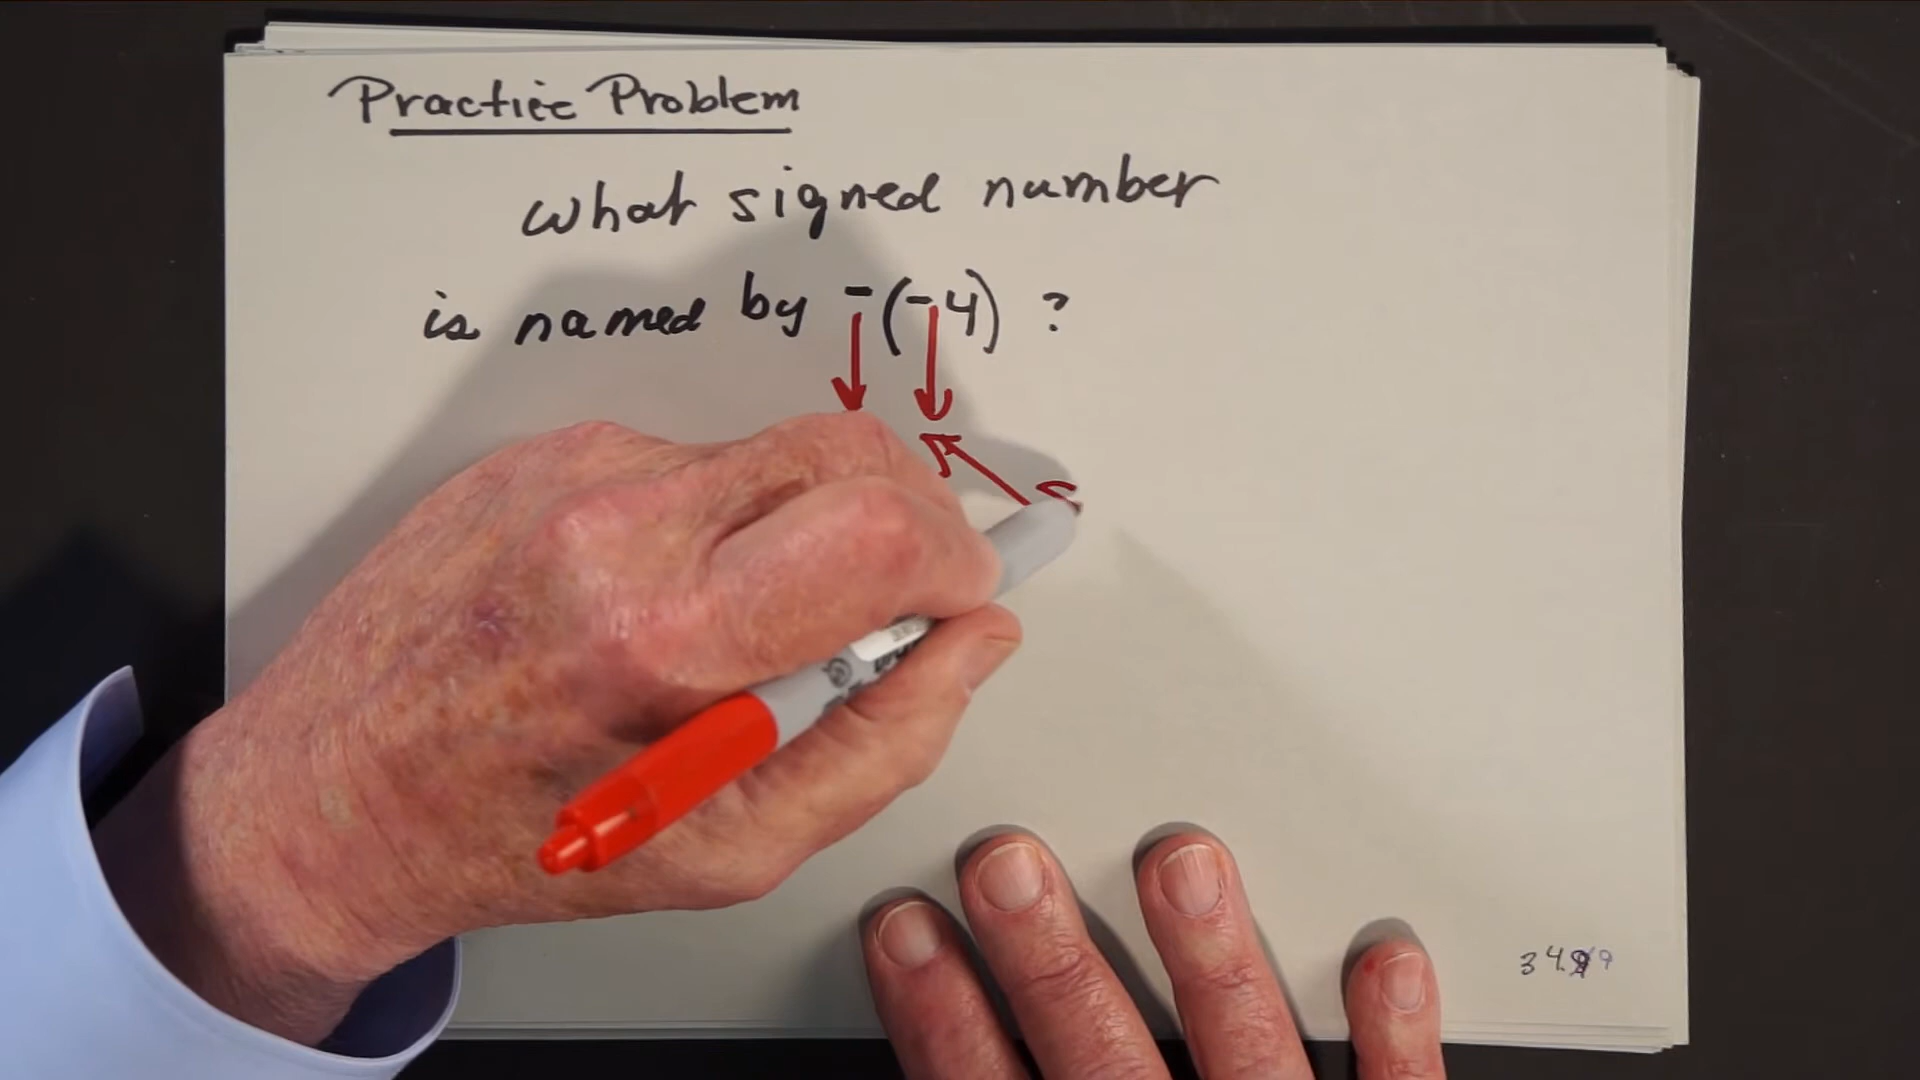 Practice Problem
What signed number
is named by -(-4) ?